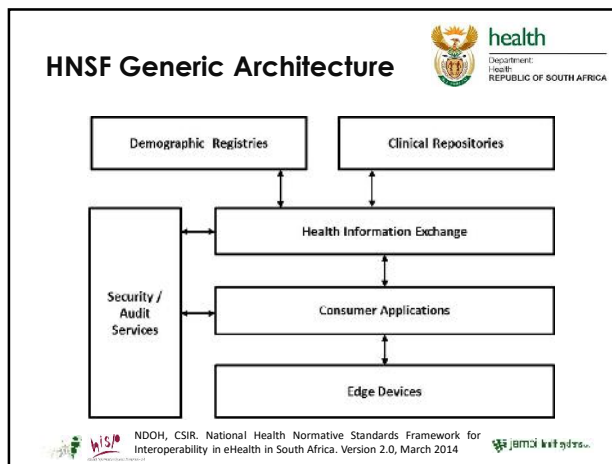 HNSF Generic Architecture
health
Department:
Health
REPUBLIC OF SOUTH AFRICA
Demographic Registries
Clinical Repositories
Health Information Exchange
Security /
Audit
Services
Consumer Applications
Edge Devices
NDOH, CSIR. National Health Normative Standards Framework for
Interoperability in eHealth in South Africa. Version 2.0, March 2014
hisp
jembi